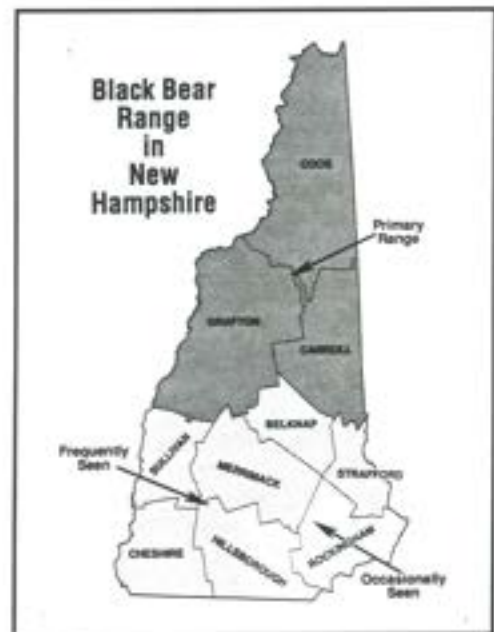 Black Bear
Range
in
New
Hampshire
COOS
Primary
Range
GRAFTON
CARROLL
BELKNAP
Frequently
Seen
SULLIVAN
MERRIMACK
STRAFFORD
CHESHIRE
HILLSBOROUGH
ROCKINGHAM
Occasionally
Seen